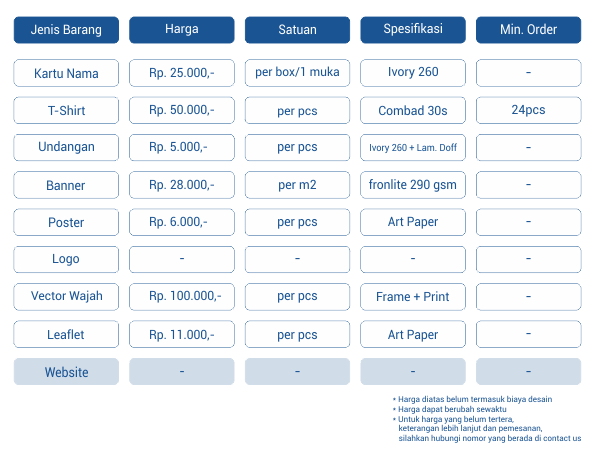 Jenis Barang Harga Satuan Spesifikasi Min. Order
Kartu Nama Rp. 25.000,- per box/1 muka Ivory 260 -
T-Shirt Rp. 50.000,- per pcs Combad 30s 24pcs
Undangan Rp. 5.000,- per pcs Ivory 260 + Lam. Doff -
Banner Rp. 28.000,- per m2 fronlite 290 gsm -
Poster Rp. 6.000,- per pcs Art Paper -
Logo - - - -
Vector Wajah Rp. 100.000,- per pcs Frame + Print -
Leaflet Rp. 11.000,- per pcs Art Paper -
Website - - - -
* Harga diatas belum termasuk biaya desain
* Harga dapat berubah sewaktu
* Untuk harga yang belum tertera,
keterangan lebih lanjut dan pemesanan,
silahkan hubungi nomor yang berada di contact us